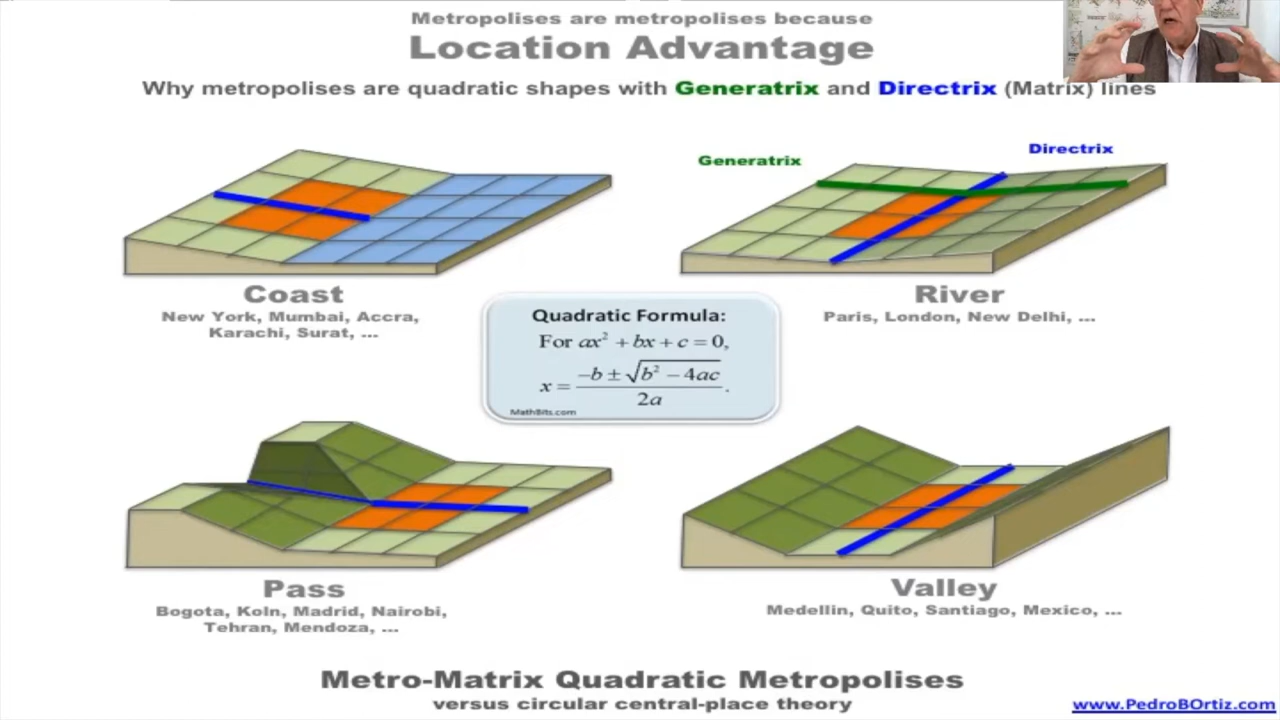 Metropolises are metropolises because
Location Advantage
Why metropolises are quadratic shapes with Generatrix and Directrix (Matrix) lines
Generatrix
Directrix
Coast
New York, Mumbai, Accra,
Karachi, Surat, ...
River
Paris, London, New Delhi, ...
Quadratic Formula:
For ax² + bx + c = 0,
x = −b ± √b² − 4ac
2a
.
MathBits.com
Pass
Bogota, Koln, Madrid, Nairobi,
Tehran, Mendoza, ...
Valley
Medellin, Quito, Santiago, Mexico, ...
Metro-Matrix Quadratic Metropolises
versus circular central-place theory
www.PedroBOrtiz.com